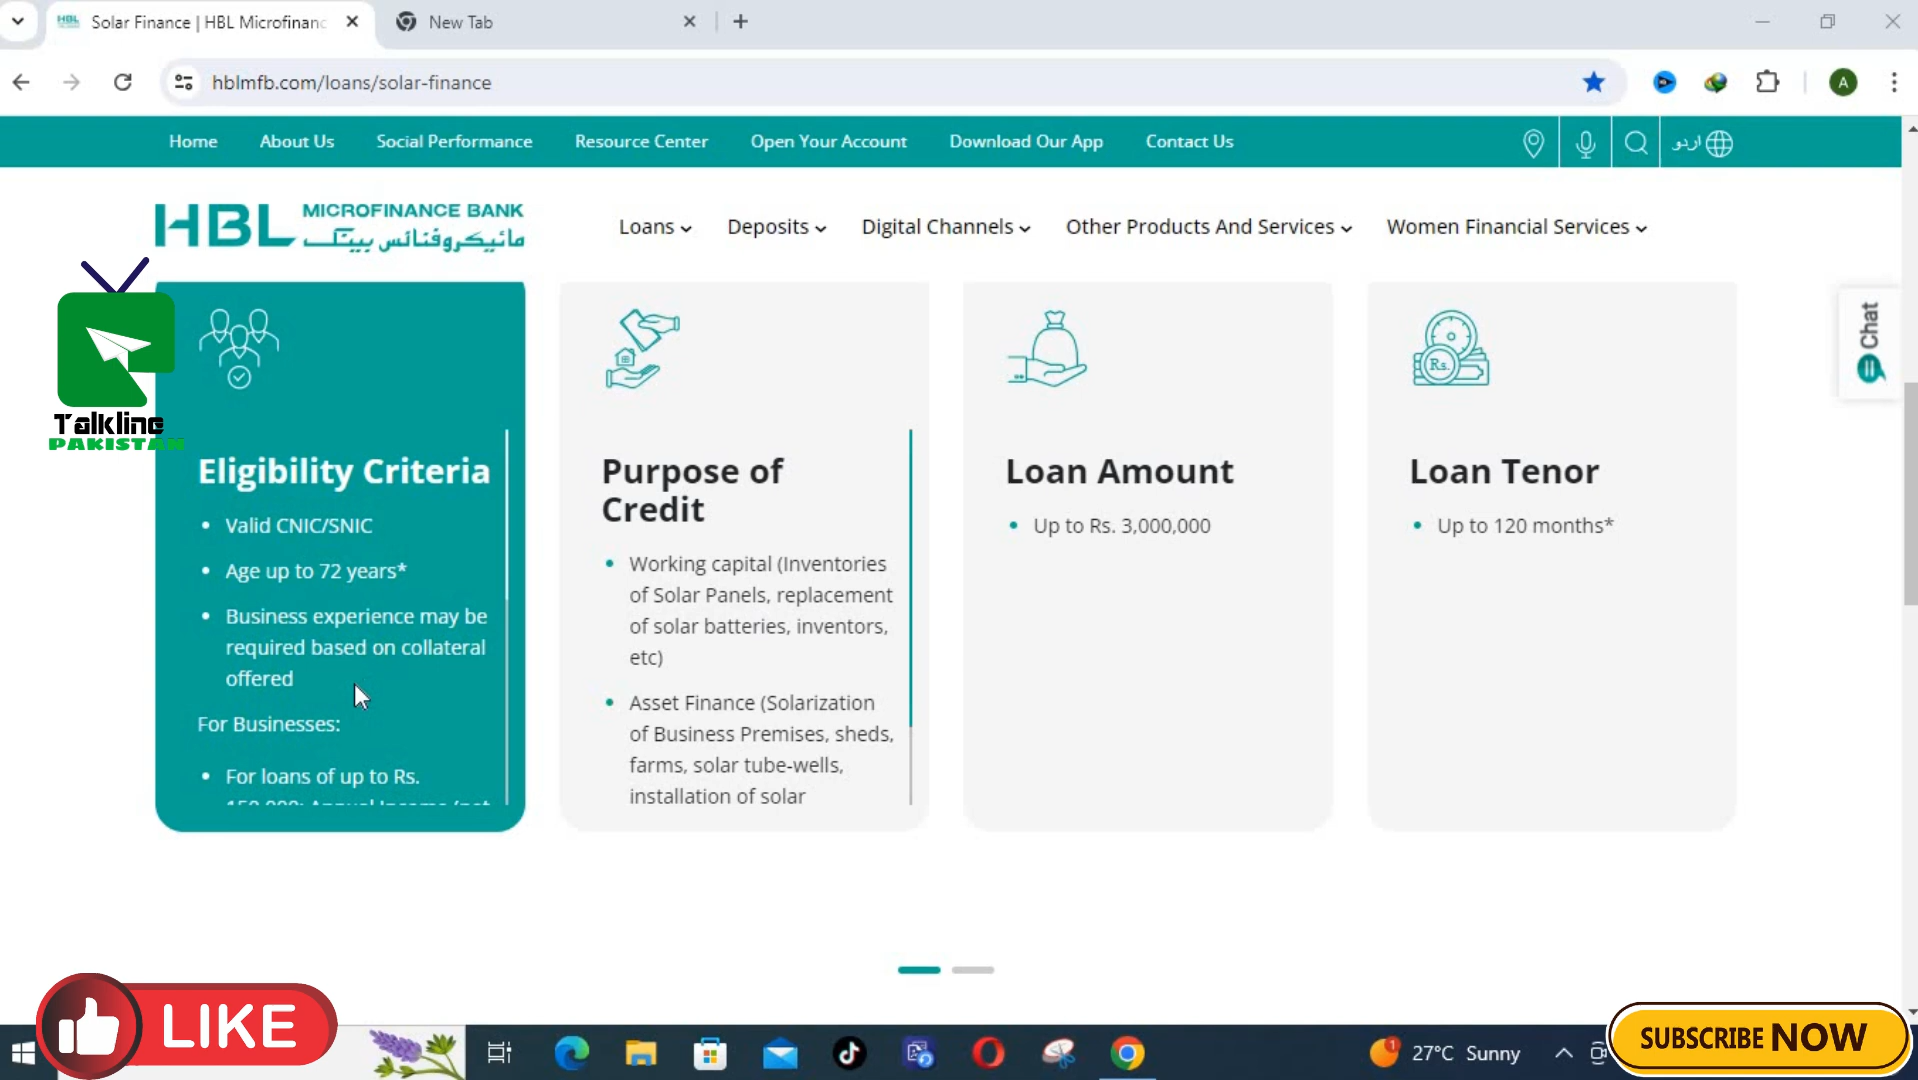 Solar Finance | HBL Microfinanc
New Tab
hblmfb.com/loans/solar-finance
A
Home
About Us
Social Performance
Resource Center
Open Your Account
Download Our App
Contact Us
اردو
HBL MICROFINANCE BANK
مائیکروفنانس بینک
Loans
Deposits
Digital Channels
Other Products And Services
Women Financial Services
Talkline
PAKISTAN
Chat
Eligibility Criteria
Valid CNIC/SNIC
Age up to 72 years*
Business experience may be
required based on collateral
offered
For Businesses:
For loans of up to Rs.
150,000: Annual Income (net
Purpose of
Credit
Working capital (Inventories
of Solar Panels, replacement
of solar batteries, inventors,
etc)
Asset Finance (Solarization
of Business Premises, sheds,
farms, solar tube-wells,
installation of solar
Loan Amount
Up to Rs. 3,000,000
Rs.
Loan Tenor
Up to 120 months*
LIKE
1
27°C Sunny
SUBSCRIBE NOW